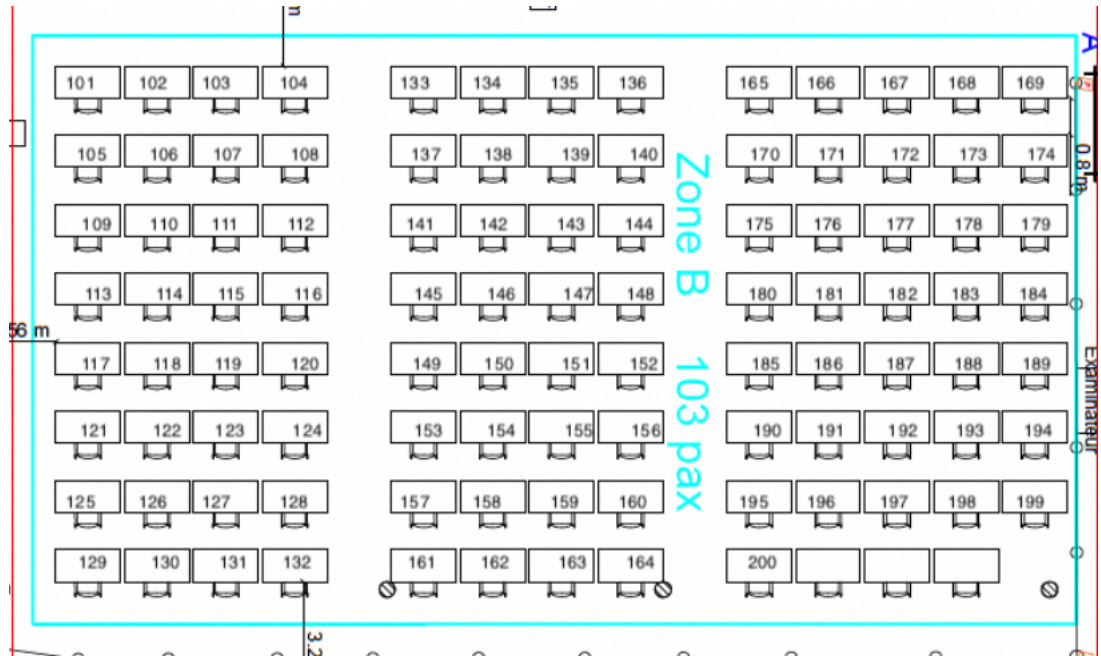 m
A
101 102 103 104 133 134 135 136 165 166 167 168 169
105 106 107 108 137 138 139 140 170 171 172 173 174
0.8 m
109 110 111 112 141 142 143 144 175 176 177 178 179
113 114 115 116 145 146 147 148 180 181 182 183 184
56 m
117 118 119 120 149 150 151 152 185 186 187 188 189
121 122 123 124 153 154 155 156 190 191 192 193 194
125 126 127 128 157 158 159 160 195 196 197 198 199
129 130 131 132 161 162 163 164 200
Zone B 103 pax
Examinateur
3.2